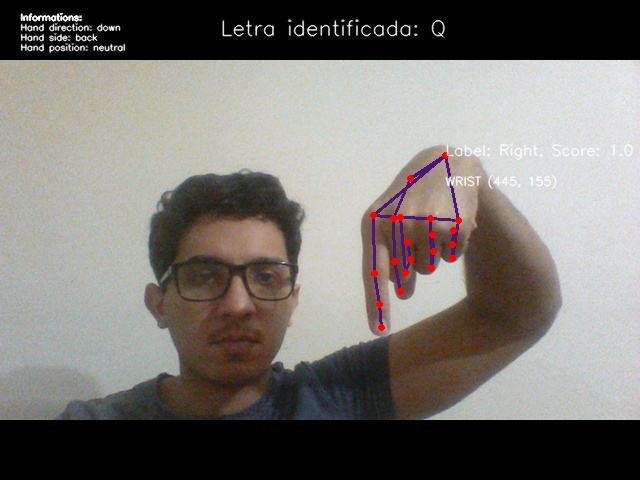 Informations:
Hand direction: down
Hand side: back
Hand position: neutral
Letra identificada: Q
Label: Right, Score: 1.0
WRIST (445, 155)